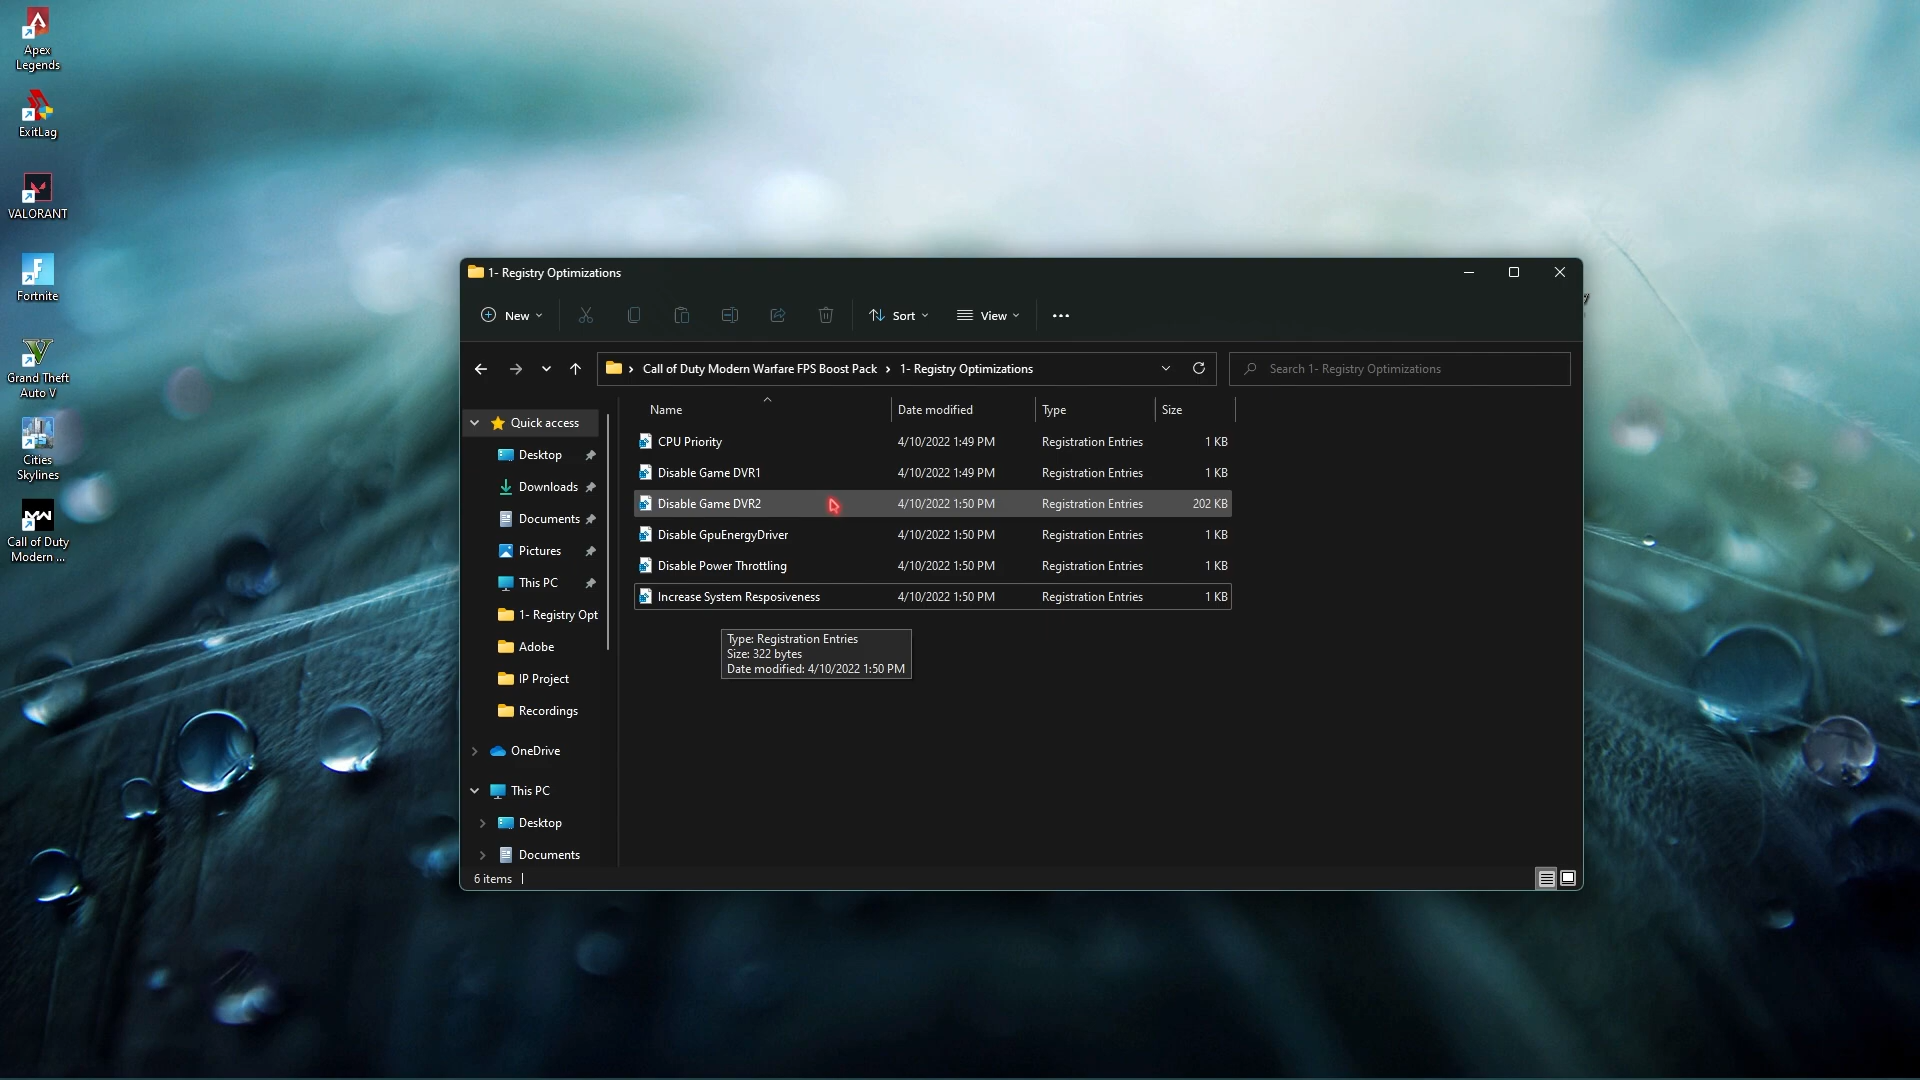 Apex
Legends
ExitLag
VALORANT
Fortnite
Grand Theft
Auto V
Cities
Skylines
Call of Duty
Modern ...
1- Registry Optimizations
New
Sort
View
Call of Duty Modern Warfare FPS Boost Pack › 1- Registry Optimizations
Search 1- Registry Optimizations
Quick access
Desktop
Downloads
Documents
Pictures
This PC
1- Registry Opt
Adobe
IP Project
Recordings
OneDrive
This PC
Desktop
Documents
Name Date modified Type Size
CPU Priority 4/10/2022 1:49 PM Registration Entries 1 KB
Disable Game DVR1 4/10/2022 1:49 PM Registration Entries 1 KB
Disable Game DVR2 4/10/2022 1:50 PM Registration Entries 202 KB
Disable GpuEnergyDriver 4/10/2022 1:50 PM Registration Entries 1 KB
Disable Power Throttling 4/10/2022 1:50 PM Registration Entries 1 KB
Increase System Resposiveness 4/10/2022 1:50 PM Registration Entries 1 KB
Type: Registration Entries
Size: 322 bytes
Date modified: 4/10/2022 1:50 PM
6 items